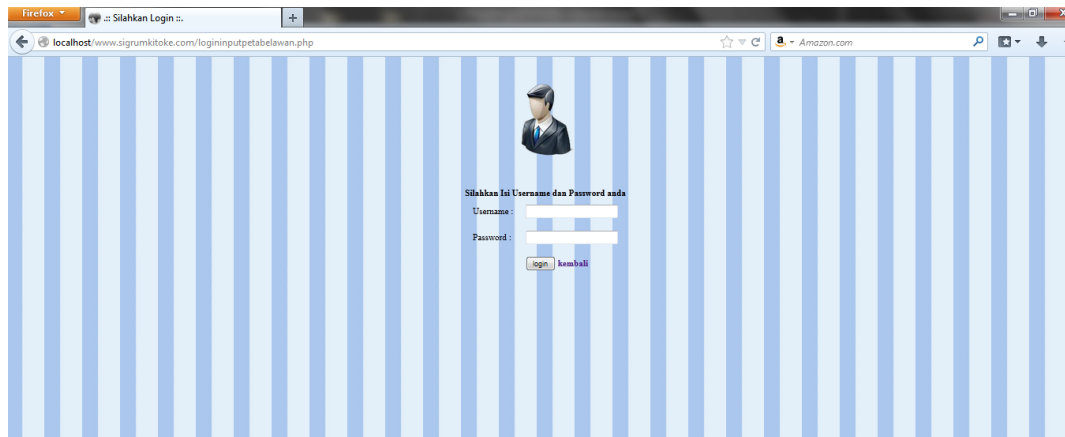 Firefox
.:: Silahkan Login ::.
localhost/www.sigrumkitoke.com/logininputpetabelawan.php
Amazon.com
Silahkan Isi Username dan Password anda
Username :
Password :
login kembali